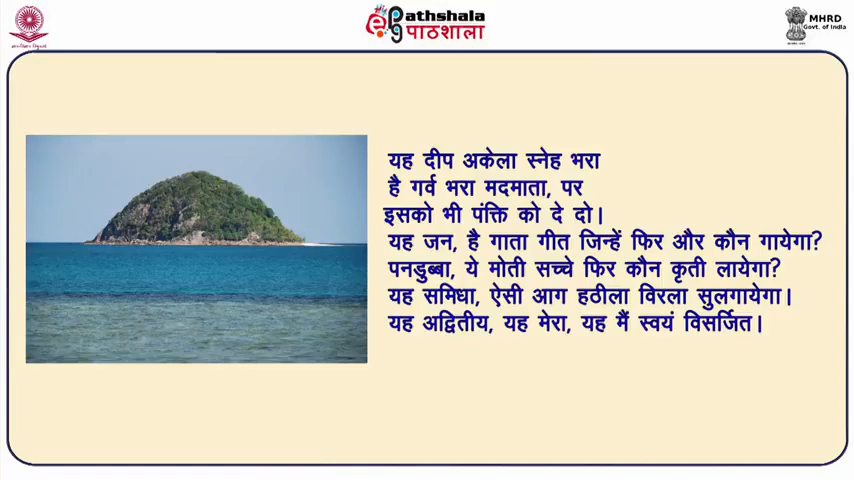 ePathshala
पाठशाला
MHRD
Govt. of India
यह दीप अकेला स्नेह भरा
है गर्व भरा मदमाता, पर
इसको भी पंक्ति को दे दो।
यह जन, है गाता गीत जिन्हें फिर और कौन गायेगा?
पनडुब्बा, ये मोती सच्चे फिर कौन कृती लायेगा?
यह समिधा, ऐसी आग हठीला विरला सुलगायेगा।
यह अद्वितीय, यह मेरा, यह मैं स्वयं विसर्जित।